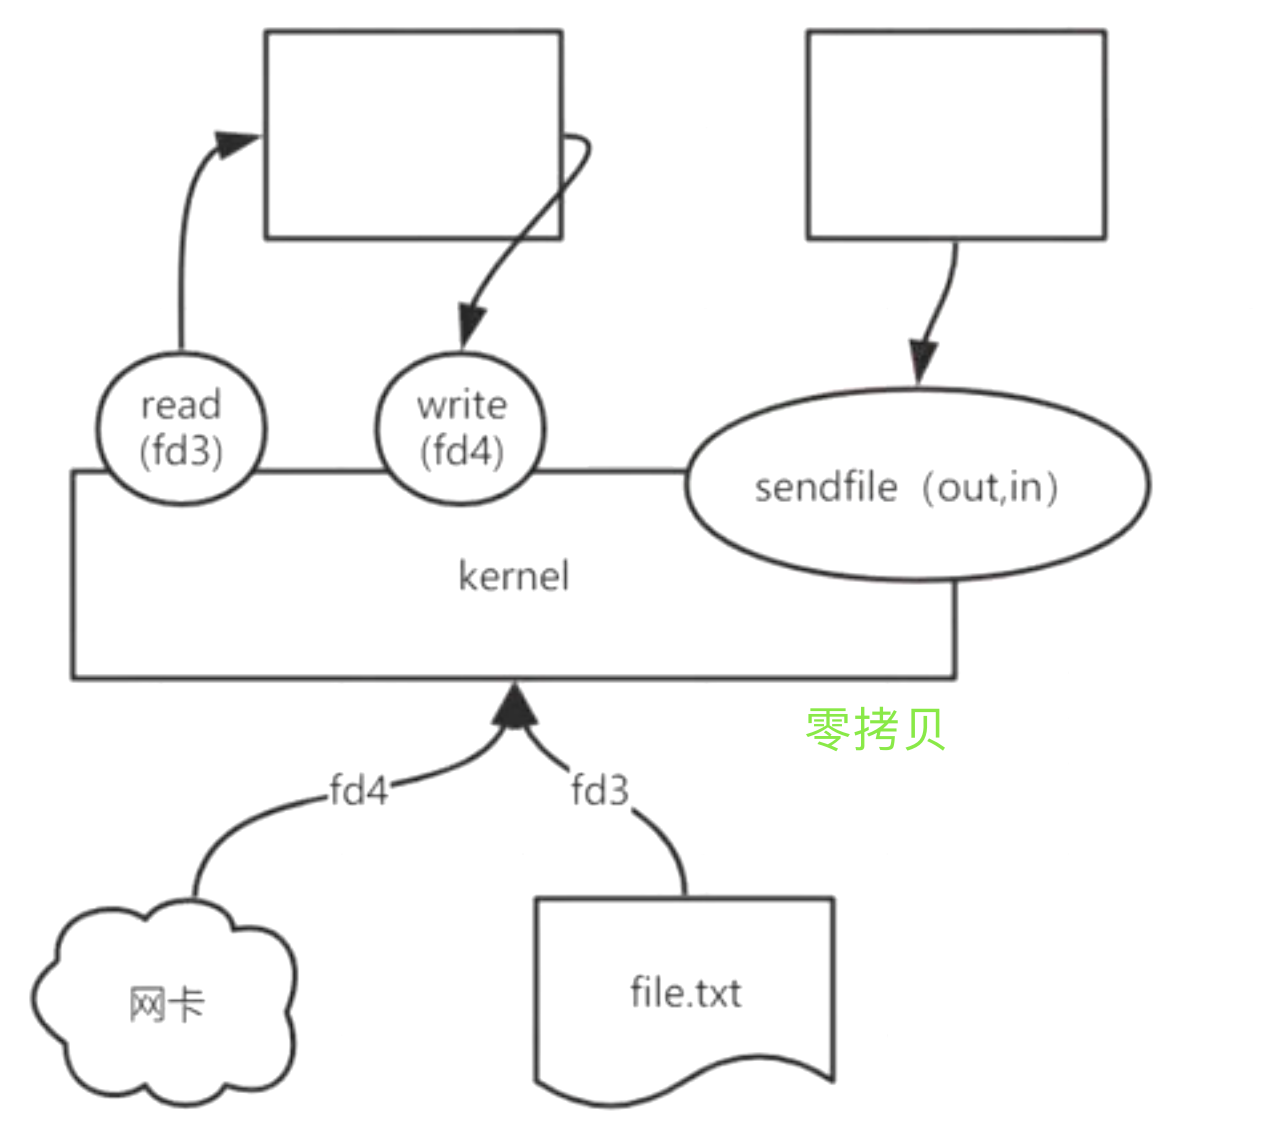 read
(fd3)
write
(fd4)
sendfile（out,in）
kernel
零拷贝
fd4
fd3
网卡
file.txt